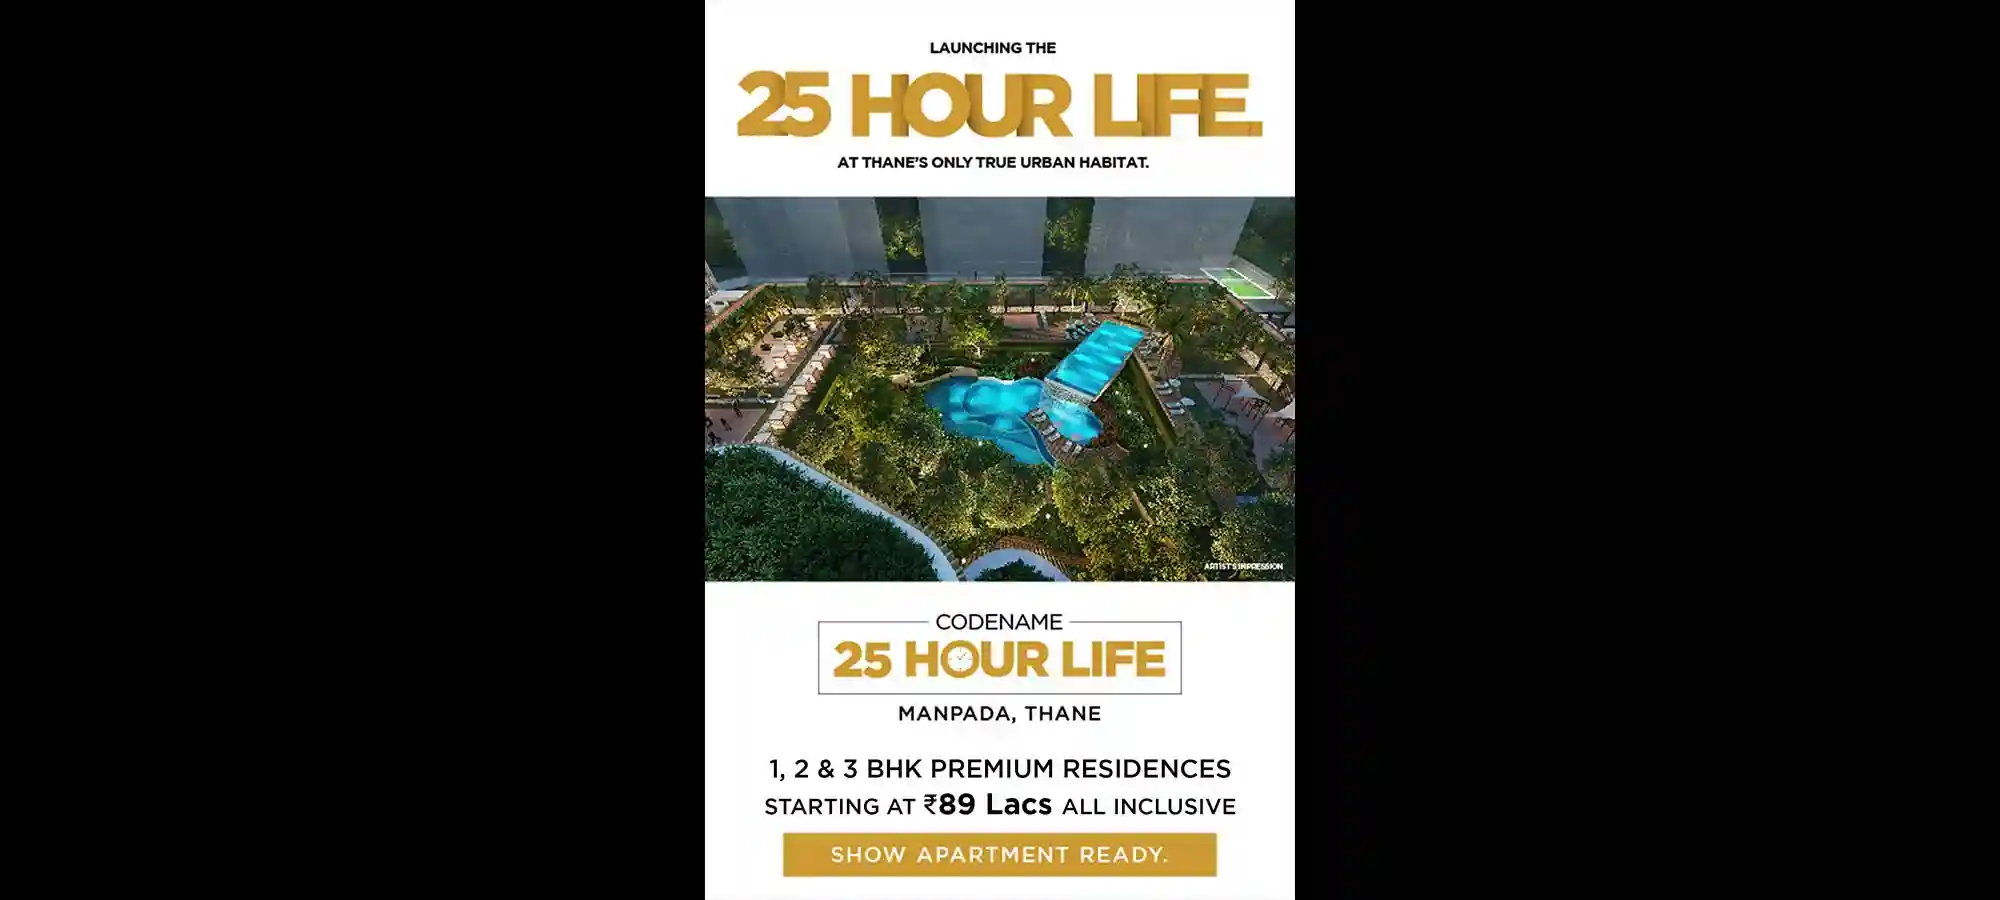 LAUNCHING THE
25 HOUR LIFE.
AT THANE'S ONLY TRUE URBAN HABITAT.
ARTIST'S IMPRESSION
CODENAME
25 HOUR LIFE
MANPADA, THANE
1, 2 & 3 BHK PREMIUM RESIDENCES
STARTING AT ₹89 Lacs ALL INCLUSIVE
SHOW APARTMENT READY.